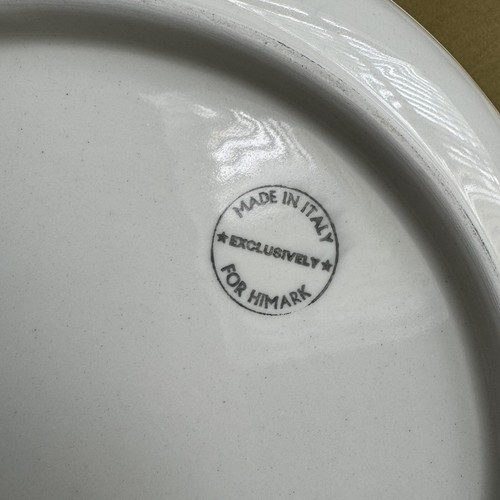 MADE IN ITALY
★ EXCLUSIVELY ★
FOR HIMARK